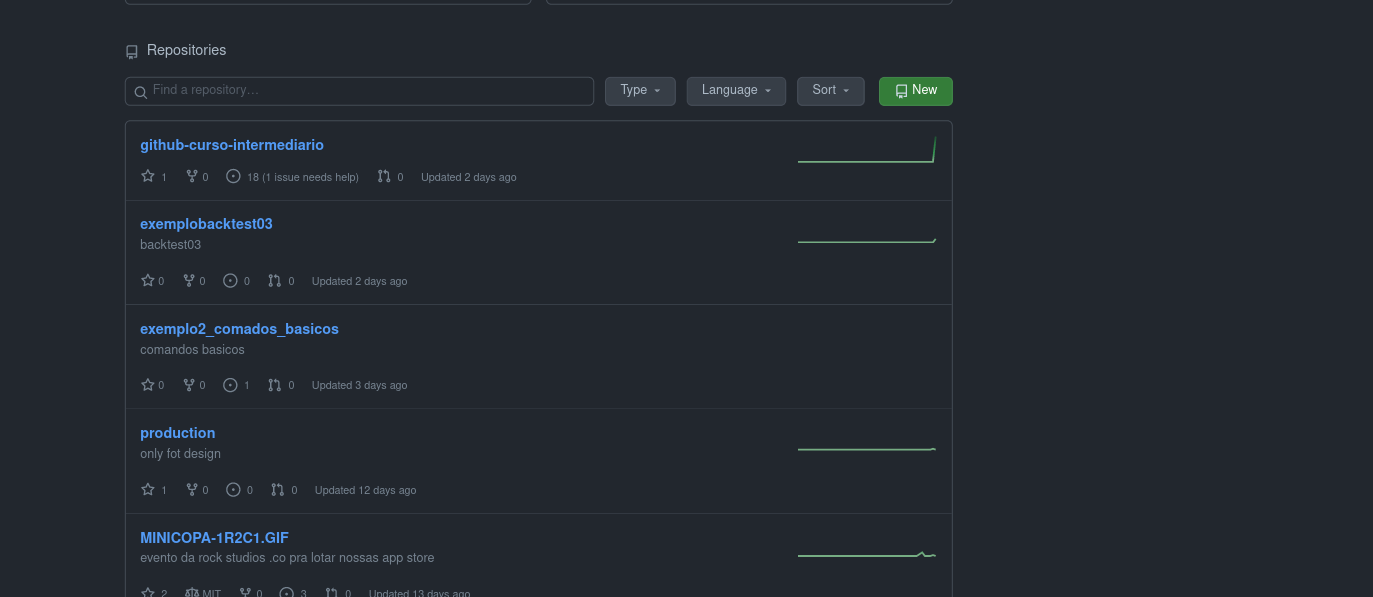 Repositories
Find a repository... Type Language Sort New
github-curso-intermediario
1 0 18 (1 issue needs help) 0 Updated 2 days ago
exemplobacktest03
backtest03
0 0 0 0 Updated 2 days ago
exemplo2_comados_basicos
comandos basicos
0 0 1 0 Updated 3 days ago
production
only fot design
1 0 0 0 Updated 12 days ago
MINICOPA-1R2C1.GIF
evento da rock studios .co pra lotar nossas app store
2 MIT 0 3 0 Updated 13 days ago